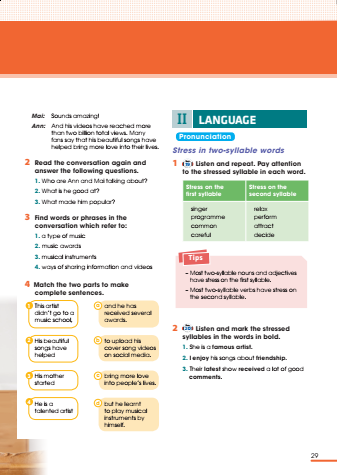 Mai: Sounds amazing!
Ann: And his videos have reached more
than two billion total views. Many
fans say that his beautiful songs have
helped bring more love into their lives.
2 Read the conversation again and
answer the following questions.
1. Who are Ann and Mai talking about?
2. What is he good at?
3. What made him popular?
3 Find words or phrases in the
conversation which refer to:
1. a type of music
2. music awards
3. musical instruments
4. ways of sharing information and videos
4 Match the two parts to make
complete sentences.
1 This artist
didn't go to a
music school,
a and he has
received several
awards.
2 His beautiful
songs have
helped
b to upload his
cover song videos
on social media.
3 His mother
started
c bring more love
into people's lives.
4 He is a
talented artist
d but he learnt
to play musical
instruments by
himself.
II LANGUAGE
Pronunciation
Stress in two-syllable words
1 Listen and repeat. Pay attention
to the stressed syllable in each word.
Stress on the
first syllable
Stress on the
second syllable
singer relax
programme perform
common attract
careful decide
Tips
– Most two-syllable nouns and adjectives
have stress on the first syllable.
– Most two-syllable verbs have stress on
the second syllable.
2 Listen and mark the stressed
syllables in the words in bold.
1. She is a famous artist.
2. I enjoy his songs about friendship.
3. Their latest show received a lot of good
comments.
29